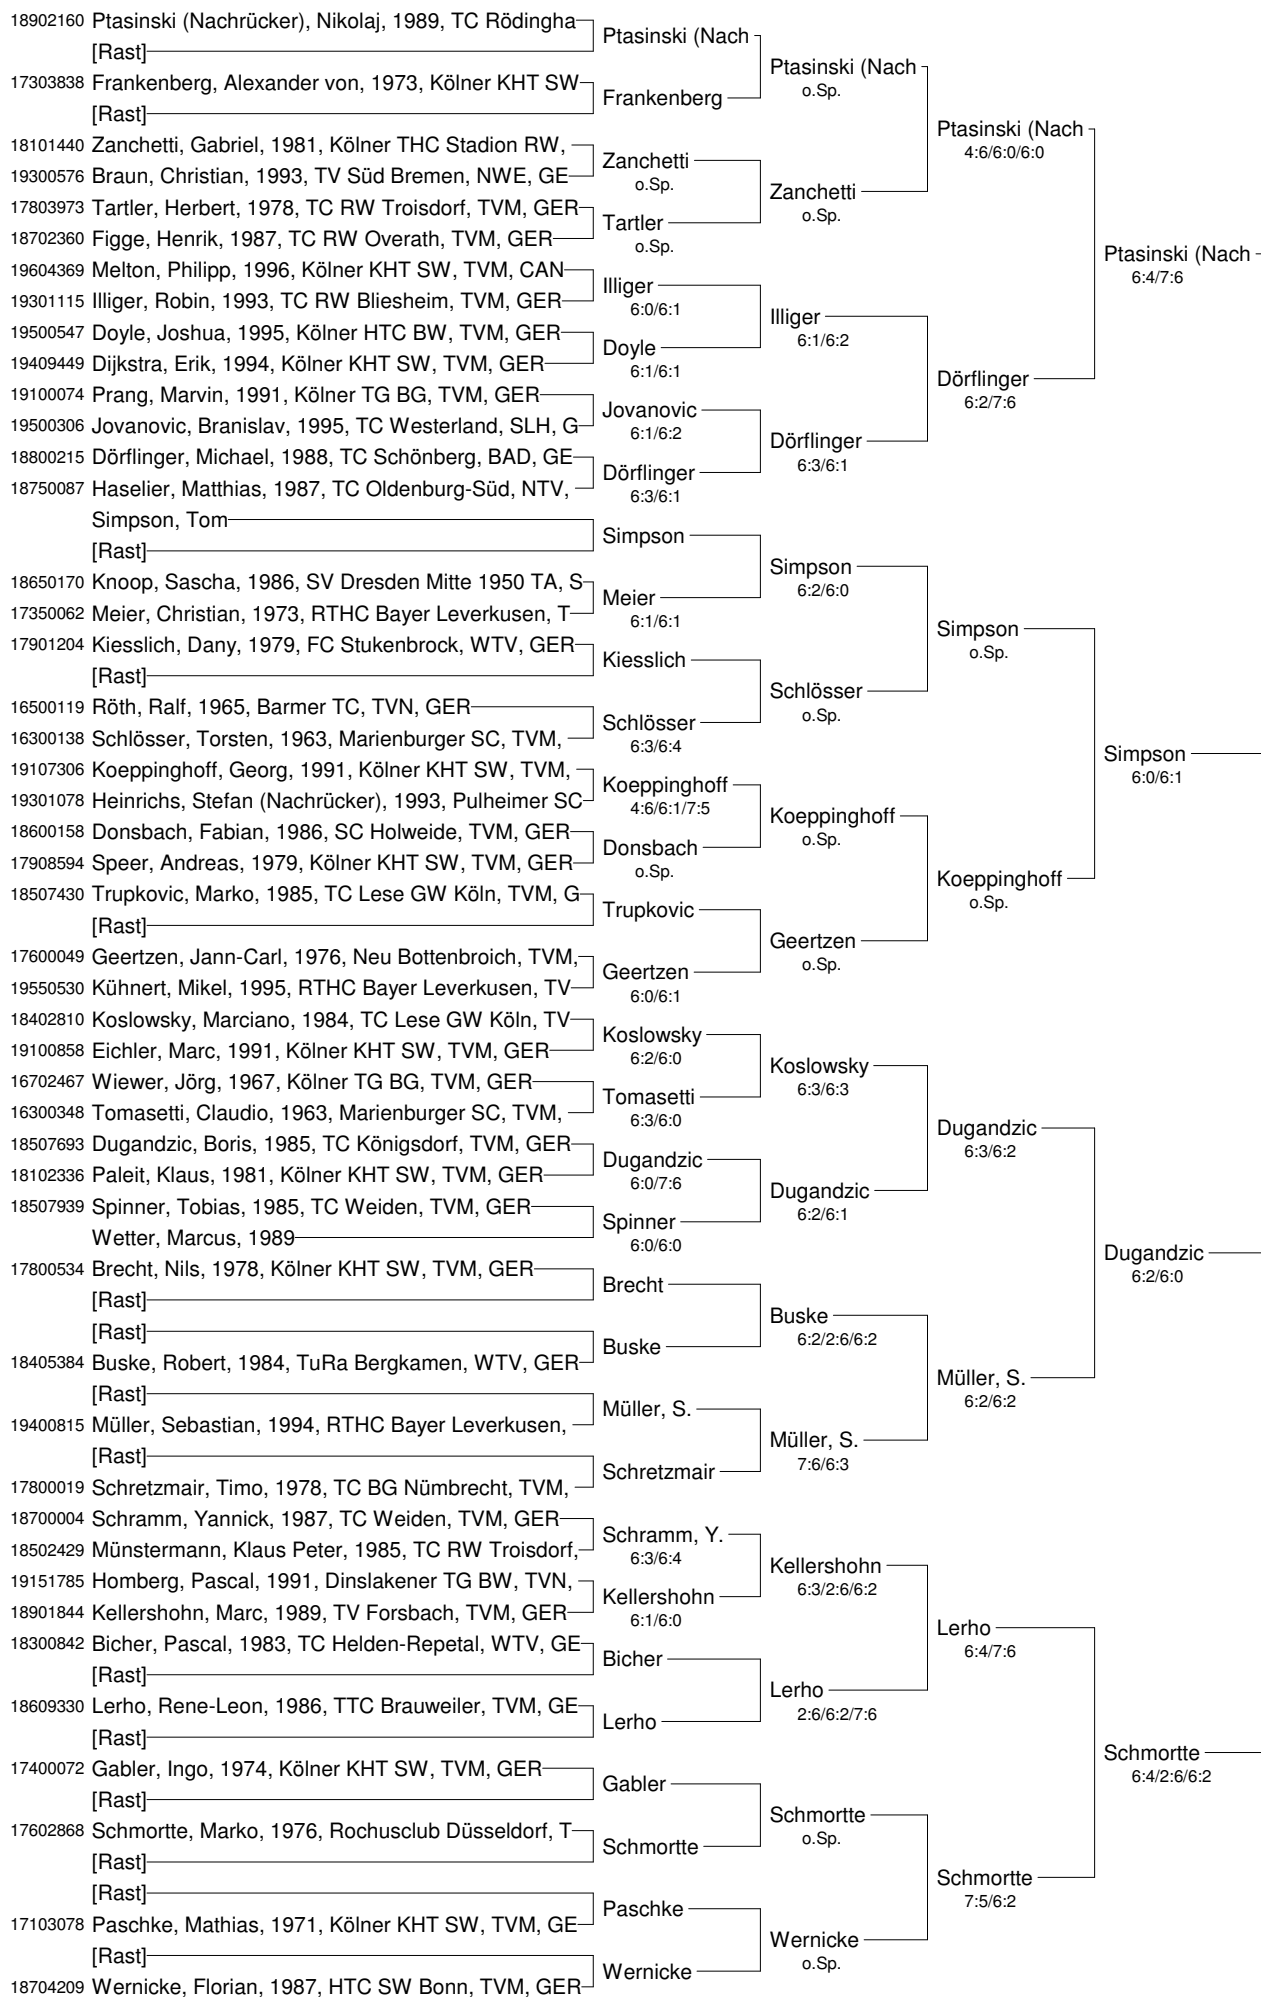 18902160 Ptasinski (Nachrücker), Nikolaj, 1989, TC Rödingha
[Rast]
17303838 Frankenberg, Alexander von, 1973, Kölner KHT SW
[Rast]
18101440 Zanchetti, Gabriel, 1981, Kölner THC Stadion RW,
19300576 Braun, Christian, 1993, TV Süd Bremen, NWE, GE
17803973 Tartler, Herbert, 1978, TC RW Troisdorf, TVM, GER
18702360 Figge, Henrik, 1987, TC RW Overath, TVM, GER
19604369 Melton, Philipp, 1996, Kölner KHT SW, TVM, CAN
19301115 Illiger, Robin, 1993, TC RW Bliesheim, TVM, GER
19500547 Doyle, Joshua, 1995, Kölner HTC BW, TVM, GER
19409449 Dijkstra, Erik, 1994, Kölner KHT SW, TVM, GER
19100074 Prang, Marvin, 1991, Kölner TG BG, TVM, GER
19500306 Jovanovic, Branislav, 1995, TC Westerland, SLH, G
18800215 Dörflinger, Michael, 1988, TC Schönberg, BAD, GE
18750087 Haselier, Matthias, 1987, TC Oldenburg-Süd, NTV,
Simpson, Tom
[Rast]
18650170 Knoop, Sascha, 1986, SV Dresden Mitte 1950 TA, S
17350062 Meier, Christian, 1973, RTHC Bayer Leverkusen, T
17901204 Kiesslich, Dany, 1979, FC Stukenbrock, WTV, GER
[Rast]
16500119 Röth, Ralf, 1965, Barmer TC, TVN, GER
16300138 Schlösser, Torsten, 1963, Marienburger SC, TVM,
19107306 Koeppinghoff, Georg, 1991, Kölner KHT SW, TVM,
19301078 Heinrichs, Stefan (Nachrücker), 1993, Pulheimer SC
18600158 Donsbach, Fabian, 1986, SC Holweide, TVM, GER
17908594 Speer, Andreas, 1979, Kölner KHT SW, TVM, GER
18507430 Trupkovic, Marko, 1985, TC Lese GW Köln, TVM, G
[Rast]
17600049 Geertzen, Jann-Carl, 1976, Neu Bottenbroich, TVM,
19550530 Kühnert, Mikel, 1995, RTHC Bayer Leverkusen, TV
18402810 Koslowsky, Marciano, 1984, TC Lese GW Köln, TV
19100858 Eichler, Marc, 1991, Kölner KHT SW, TVM, GER
16702467 Wiewer, Jörg, 1967, Kölner TG BG, TVM, GER
16300348 Tomasetti, Claudio, 1963, Marienburger SC, TVM,
18507693 Dugandzic, Boris, 1985, TC Königsdorf, TVM, GER
18102336 Paleit, Klaus, 1981, Kölner KHT SW, TVM, GER
18507939 Spinner, Tobias, 1985, TC Weiden, TVM, GER
Wetter, Marcus, 1989
17800534 Brecht, Nils, 1978, Kölner KHT SW, TVM, GER
[Rast]
[Rast]
18405384 Buske, Robert, 1984, TuRa Bergkamen, WTV, GER
[Rast]
19400815 Müller, Sebastian, 1994, RTHC Bayer Leverkusen,
[Rast]
17800019 Schretzmair, Timo, 1978, TC BG Nümbrecht, TVM,
18700004 Schramm, Yannick, 1987, TC Weiden, TVM, GER
18502429 Münstermann, Klaus Peter, 1985, TC RW Troisdorf,
19151785 Homberg, Pascal, 1991, Dinslakener TG BW, TVN,
18901844 Kellershohn, Marc, 1989, TV Forsbach, TVM, GER
18300842 Bicher, Pascal, 1983, TC Helden-Repetal, WTV, GE
[Rast]
18609330 Lerho, Rene-Leon, 1986, TTC Brauweiler, TVM, GE
[Rast]
17400072 Gabler, Ingo, 1974, Kölner KHT SW, TVM, GER
[Rast]
17602868 Schmortte, Marko, 1976, Rochusclub Düsseldorf, T
[Rast]
[Rast]
17103078 Paschke, Mathias, 1971, Kölner KHT SW, TVM, GE
[Rast]
18704209 Wernicke, Florian, 1987, HTC SW Bonn, TVM, GER
Ptasinski (Nach
Frankenberg
Zanchetti
o.Sp.
Tartler
o.Sp.
Illiger
6:0/6:1
Doyle
6:1/6:1
Jovanovic
6:1/6:2
Dörflinger
6:3/6:1
Simpson
Meier
6:1/6:1
Kiesslich
Schlösser
6:3/6:4
Koeppinghoff
4:6/6:1/7:5
Donsbach
o.Sp.
Trupkovic
Geertzen
6:0/6:1
Koslowsky
6:2/6:0
Tomasetti
6:3/6:0
Dugandzic
6:0/7:6
Spinner
6:0/6:0
Brecht
Buske
Müller, S.
Schretzmair
Schramm, Y.
6:3/6:4
Kellershohn
6:1/6:0
Bicher
Lerho
Gabler
Schmortte
Paschke
Wernicke
Ptasinski (Nach
o.Sp.
Zanchetti
o.Sp.
Illiger
6:1/6:2
Dörflinger
6:3/6:1
Simpson
6:2/6:0
Schlösser
o.Sp.
Koeppinghoff
o.Sp.
Geertzen
o.Sp.
Koslowsky
6:3/6:3
Dugandzic
6:2/6:1
Buske
6:2/2:6/6:2
Müller, S.
7:6/6:3
Kellershohn
6:3/2:6/6:2
Lerho
2:6/6:2/7:6
Schmortte
o.Sp.
Wernicke
o.Sp.
Ptasinski (Nach
4:6/6:0/6:0
Dörflinger
6:2/7:6
Simpson
o.Sp.
Koeppinghoff
o.Sp.
Dugandzic
6:3/6:2
Müller, S.
6:2/6:2
Lerho
6:4/7:6
Schmortte
7:5/6:2
Ptasinski (Nach
6:4/7:6
Simpson
6:0/6:1
Dugandzic
6:2/6:0
Schmortte
6:4/2:6/6:2